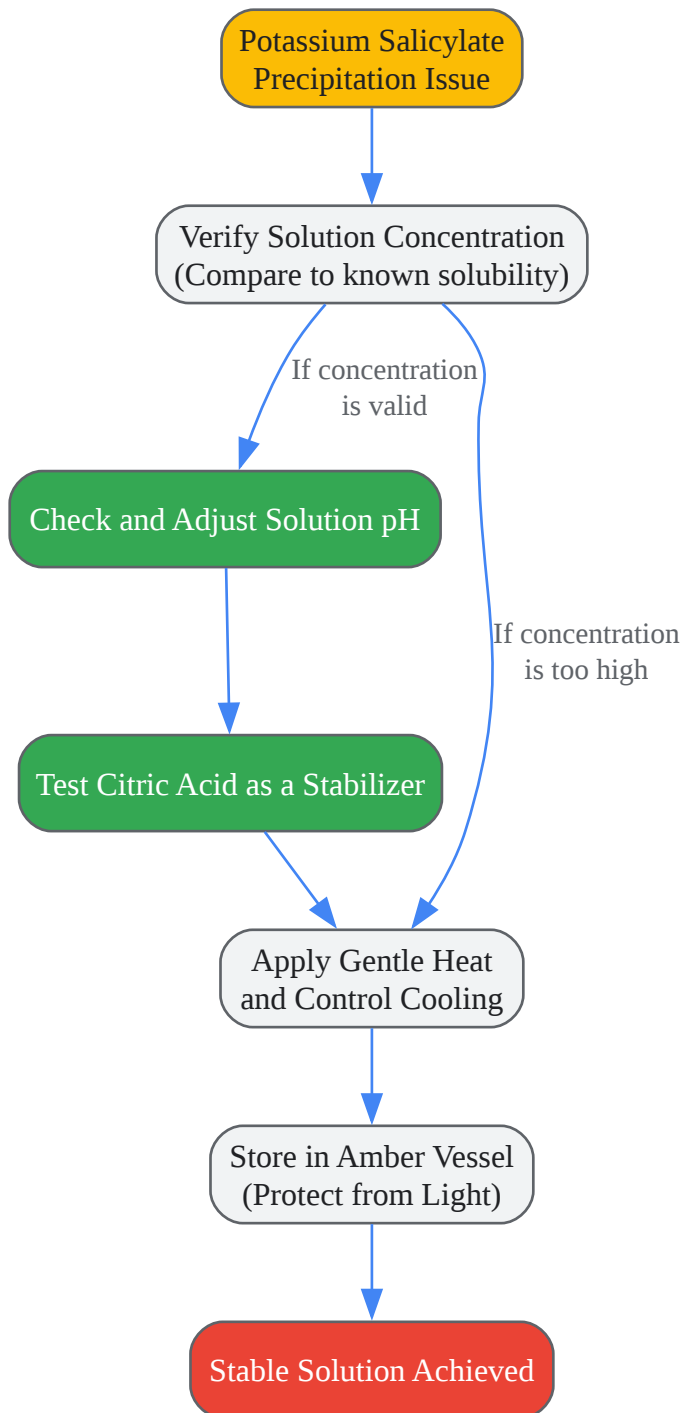 Potassium Salicylate
Precipitation Issue
Verify Solution Concentration
(Compare to known solubility)
If concentration
is valid
Check and Adjust Solution pH
If concentration
is too high
Test Citric Acid as a Stabilizer
Apply Gentle Heat
and Control Cooling
Store in Amber Vessel
(Protect from Light)
Stable Solution Achieved